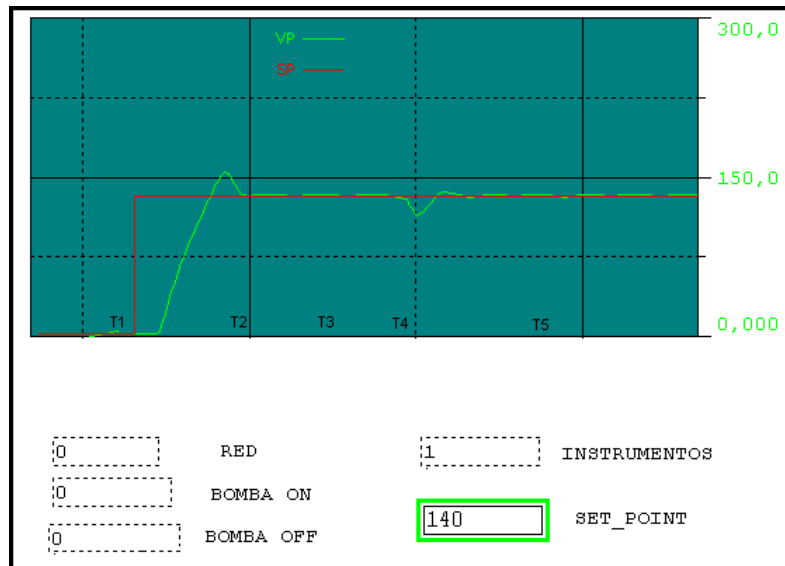 VP
SP
300,0
150,0
0,000
T1 T2 T3 T4 T5
0 RED
1 INSTRUMENTOS
0 BOMBA ON
140 SET_POINT
0 BOMBA OFF